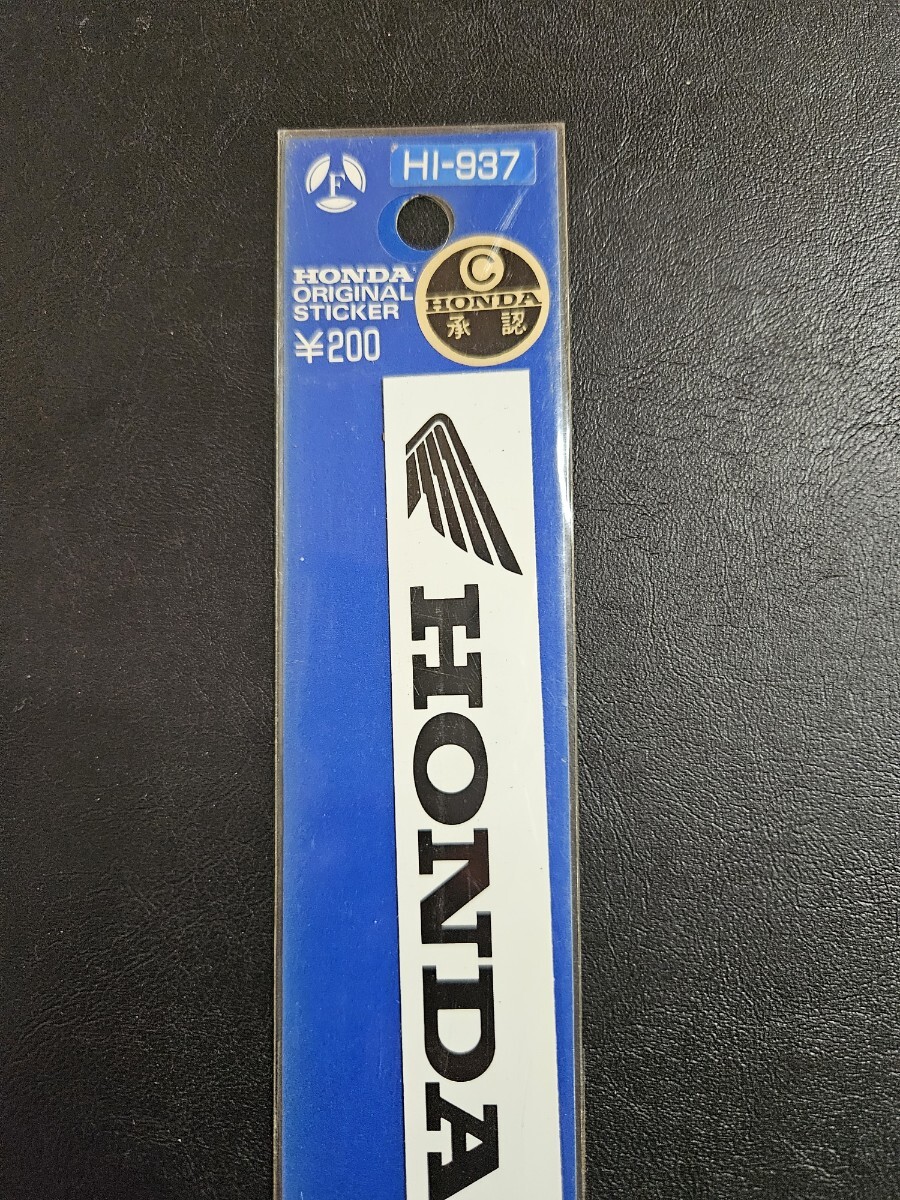 F
HI-937
HONDA
ORIGINAL
STICKER
¥200
©
HONDA
承認
HONDA